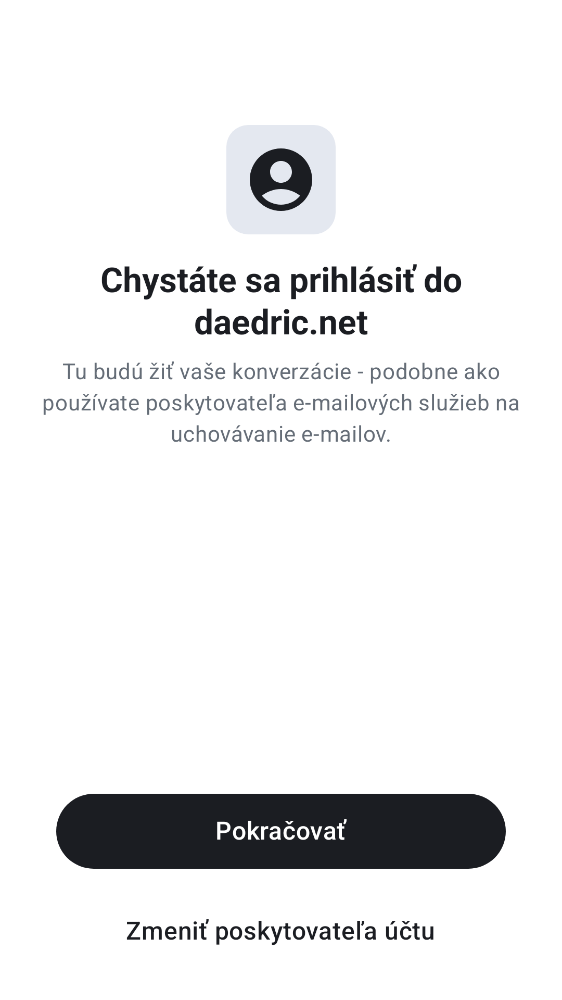 Chystáte sa prihlásiť do
daedric.net
Tu budú žiť vaše konverzácie - podobne ako
používate poskytovateľa e-mailových služieb na
uchovávanie e-mailov.
Pokračovať
Zmeniť poskytovateľa účtu